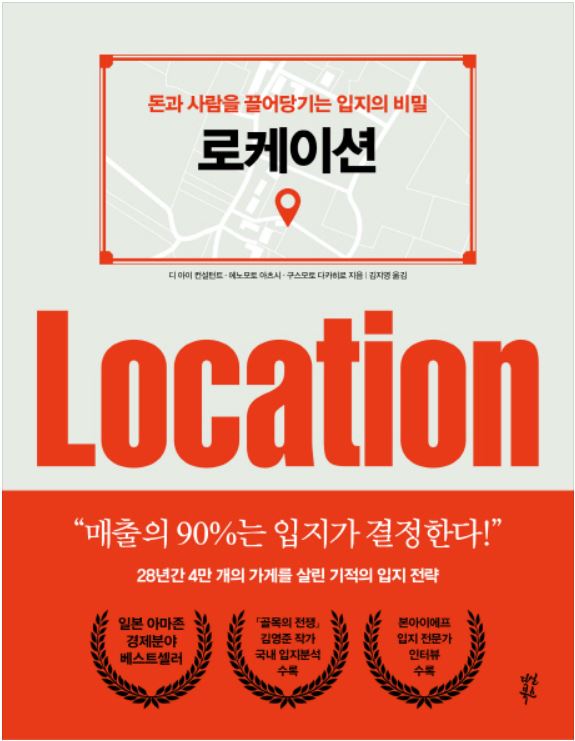 돈과 사람을 끌어당기는 입지의 비밀
로케이션
디 아이 컨설턴트 · 에노모토 아츠시 · 구스모토 다카히로 지음 | 김지영 옮김
Location
“매출의 90%는 입지가 결정한다!”
28년간 4만 개의 가게를 살린 기적의 입지 전략
일본 아마존
경제분야
베스트셀러
「골목의 전쟁」
김영준 작가
국내 입지분석
수록
본아이에프
입지 전문가
인터뷰
수록
다산
북스